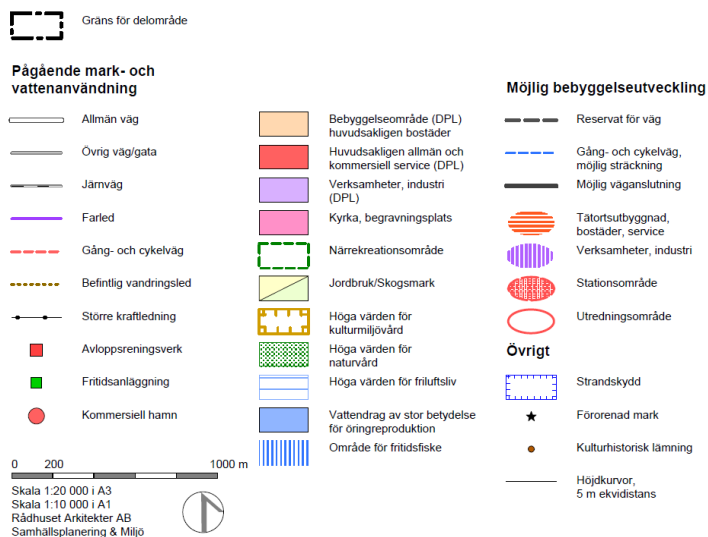 Gräns för delområde
Pågående mark- och
vattenanvändning
Allmän väg
Övrig väg/gata
Järnväg
Farled
Gång- och cykelväg
Befintlig vandringsled
Större kraftledning
Avloppsreningsverk
Fritidsanläggning
Kommersiell hamn
0 200 1000 m
Skala 1:20 000 i A3
Skala 1:10 000 i A1
Rådhuset Arkitekter AB
Samhällsplanering & Miljö
Bebyggelseområde (DPL)
huvudsakligen bostäder
Huvudsakligen allmän och
kommersiell service (DPL)
Verksamheter, industri
(DPL)
Kyrka, begravningsplats
Närrekreationsområde
Jordbruk/Skogsmark
Höga värden för
kulturmiljövård
Höga värden för
naturvård
Höga värden för friluftsliv
Vattendrag av stor betydelse
för öringreproduktion
Område för fritidsfiske
Möjlig bebyggelseutveckling
Reservat för väg
Gång- och cykelväg,
möjlig sträckning
Möjlig väganslutning
Tätortsutbyggnad,
bostäder, service
Verksamheter, industri
Stationsområde
Utredningsområde
Övrigt
Strandskydd
Förorenad mark
Kulturhistorisk lämning
Höjdkurvor,
5 m ekvidistans